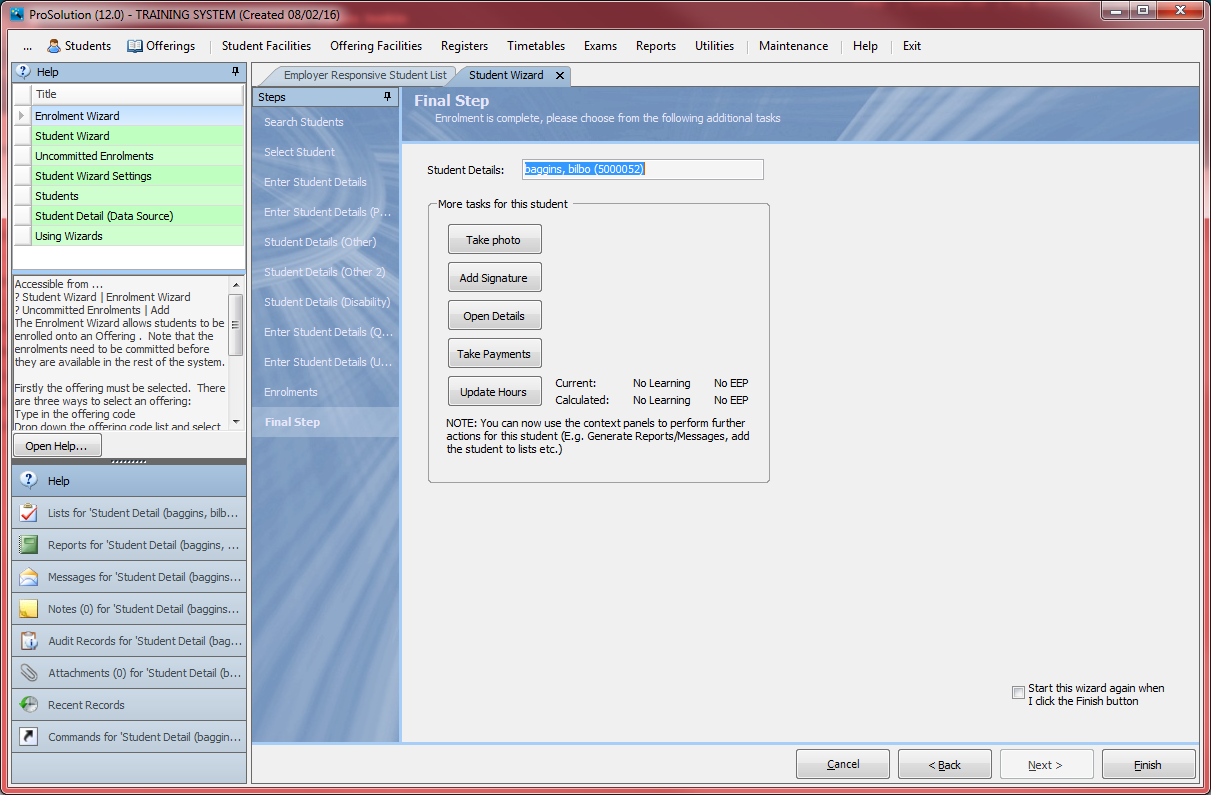 ProSolution (12.0) - TRAINING SYSTEM (Created 08/02/16)
... Students Offerings Student Facilities Offering Facilities Registers Timetables Exams Reports Utilities Maintenance Help Exit
Help
Title
Enrolment Wizard
Student Wizard
Uncommitted Enrolments
Student Wizard Settings
Students
Student Detail (Data Source)
Using Wizards
Accessible from ...
? Student Wizard | Enrolment Wizard
? Uncommitted Enrolments | Add
The Enrolment Wizard allows students to be
enrolled onto an Offering . Note that the
enrolments need to be committed before
they are available in the rest of the system.
Firstly the offering must be selected. There
are three ways to select an offering:
Type in the offering code
Drop down the offering code list and select
Open Help...
Help
Lists for 'Student Detail (baggins, bilb...
Reports for 'Student Detail (baggins, ...
Messages for 'Student Detail (baggins...
Notes (0) for 'Student Detail (baggins...
Audit Records for 'Student Detail (bag...
Attachments (0) for 'Student Detail (b...
Recent Records
Commands for 'Student Detail (baggin...
Employer Responsive Student List
Student Wizard
Steps
Search Students
Select Student
Enter Student Details
Enter Student Details (P...
Student Details (Other)
Student Details (Other 2)
Student Details (Disability)
Enter Student Details (Q...
Enter Student Details (U...
Enrolments
Final Step
Final Step
Enrolment is complete, please choose from the following additional tasks
Student Details: baggins, bilbo (5000052)
More tasks for this student
Take photo
Add Signature
Open Details
Take Payments
Update Hours
Current: No Learning No EEP
Calculated: No Learning No EEP
NOTE: You can now use the context panels to perform further
actions for this student (E.g. Generate Reports/Messages, add
the student to lists etc.)
Start this wizard again when
I click the Finish button
Cancel
< Back
Next >
Finish